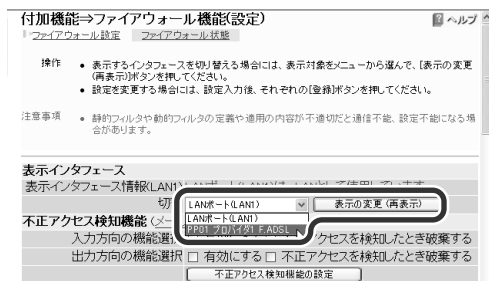 付加機能⇒ファイアウォール機能(設定)
ヘルプ
ファイアウォール設定 ファイアウォール状態
操作
• 表示するインタフェースを切り替える場合には、表示対象をメニューから選んで、[表示の変更(再表示)]ボタンを押してください。
• 設定を変更する場合には、設定入力後、それぞれの[登録]ボタンを押してください。
注意事項
• 静的フィルタや動的フィルタの定義や適用の内容が不適切だと通信不能、設定不能になる場合があります。
表示インタフェース
表示インタフェース情報(LAN1)
切
LANポート(LAN1)
表示の変更(再表示)
LANポート(LAN1)
PP01 プロバイダ1 F.ADSL
不正アクセス検知機能
入力方向の機能選 クセスを検知したとき破棄する
出力方向の機能選択 □ 有効にする □ 不正アクセスを検知したとき破棄する
不正アクセス検知機能の設定